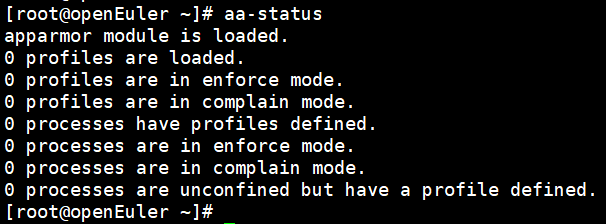 [root@openEuler ~]# aa-status
apparmor module is loaded.
0 profiles are loaded.
0 profiles are in enforce mode.
0 profiles are in complain mode.
0 processes have profiles defined.
0 processes are in enforce mode.
0 processes are in complain mode.
0 processes are unconfined but have a profile defined.
[root@openEuler ~]#